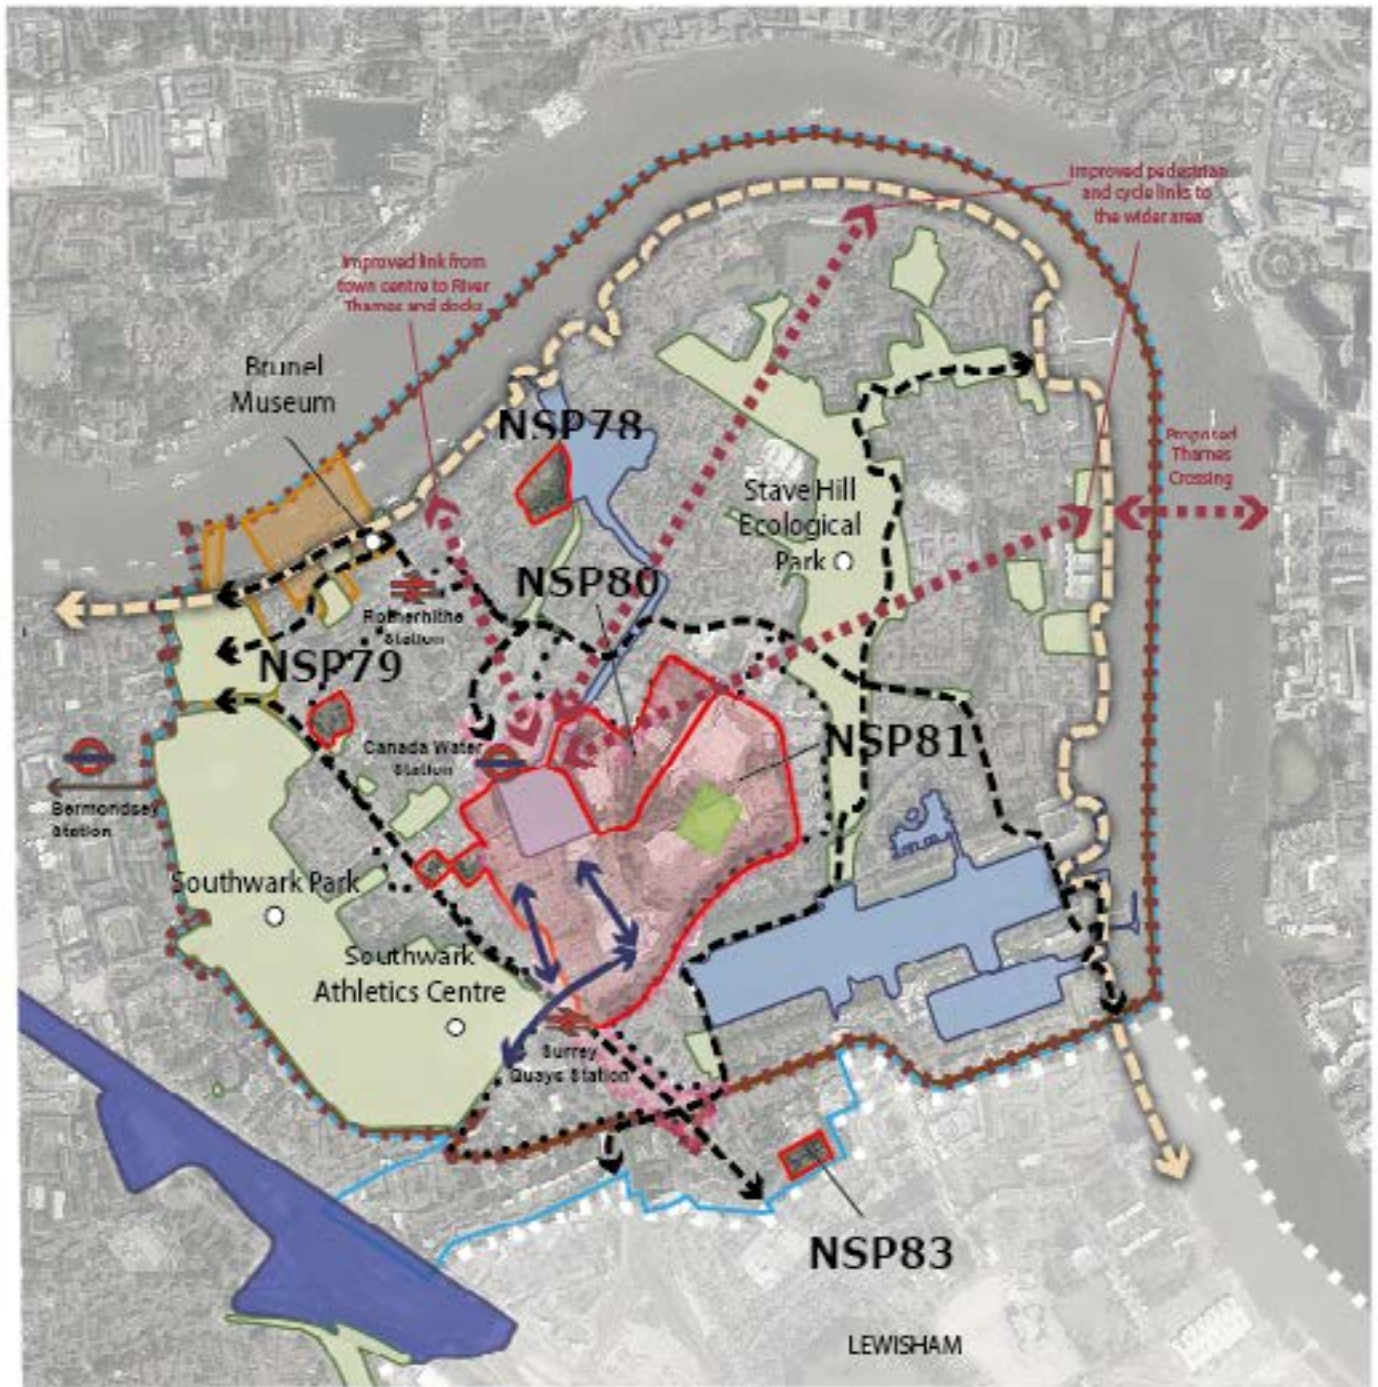 Improved pedestrian
and cycle links to
the wider area
Improved link from
town centre to River
Thames and docks
Brunel
Museum
NSP78
Proposed
Thames
Crossing
Stave Hill
Ecological
Park
NSP80
Rotherhithe
Station
NSP79
Canada Water
Station
NSP81
Bermondsey
Station
Southwark Park
Southwark
Athletics Centre
Surrey
Quays Station
NSP83
LEWISHAM